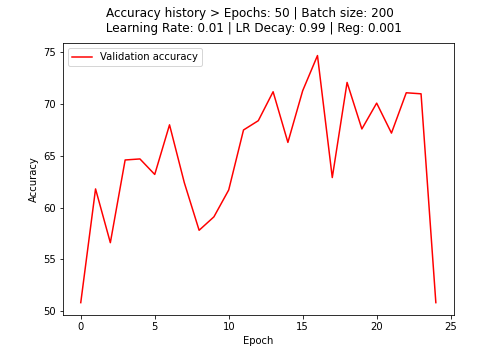 Accuracy history > Epochs: 50 | Batch size: 200
Learning Rate: 0.01 | LR Decay: 0.99 | Reg: 0.001
Validation accuracy
75
70
65
60
55
50
Accuracy
0 5 10 15 20 25
Epoch